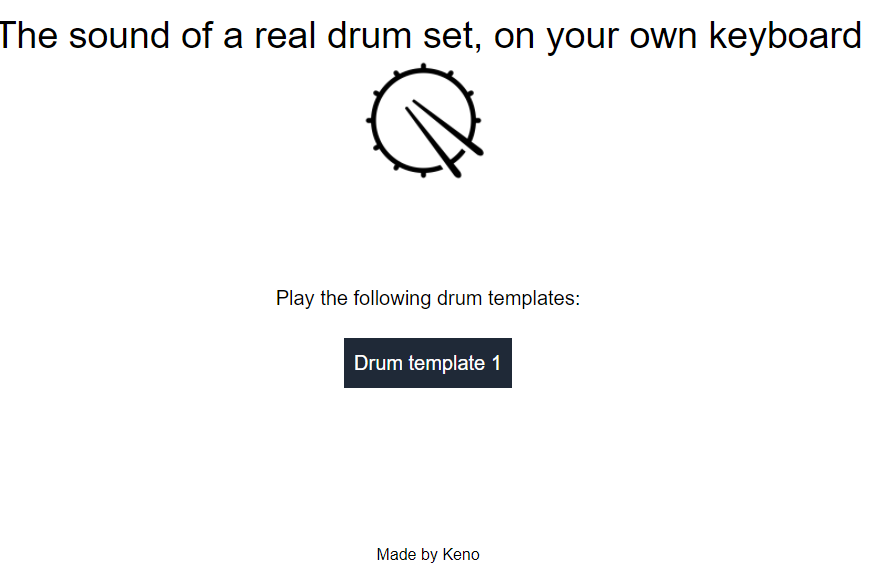 The sound of a real drum set, on your own keyboard
Play the following drum templates:
Drum template 1
Made by Keno